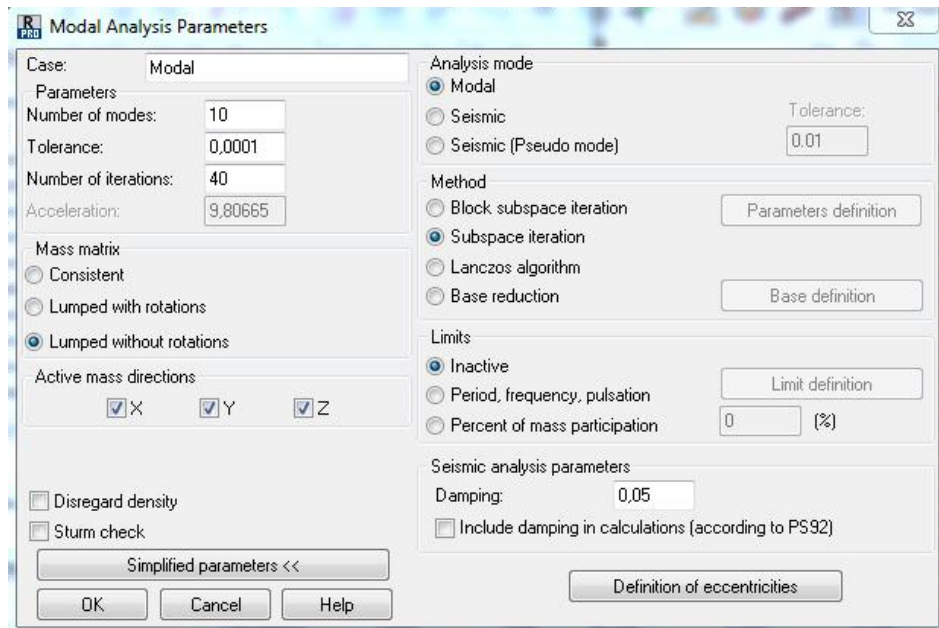 R PRO Modal Analysis Parameters
Case: Modal
Parameters
Number of modes: 10
Tolerance: 0,0001
Number of iterations: 40
Acceleration: 9,80665
Mass matrix
Consistent
Lumped with rotations
Lumped without rotations
Active mass directions
X Y Z
Disregard density
Sturm check
Simplified parameters <<
OK Cancel Help
Analysis mode
Modal
Seismic
Tolerance:
Seismic (Pseudo mode) 0.01
Method
Block subspace iteration Parameters definition
Subspace iteration
Lanczos algorithm
Base reduction Base definition
Limits
Inactive
Limit definition
Period, frequency, pulsation
Percent of mass participation 0 (%)
Seismic analysis parameters
Damping: 0,05
Include damping in calculations (according to PS92)
Definition of eccentricities